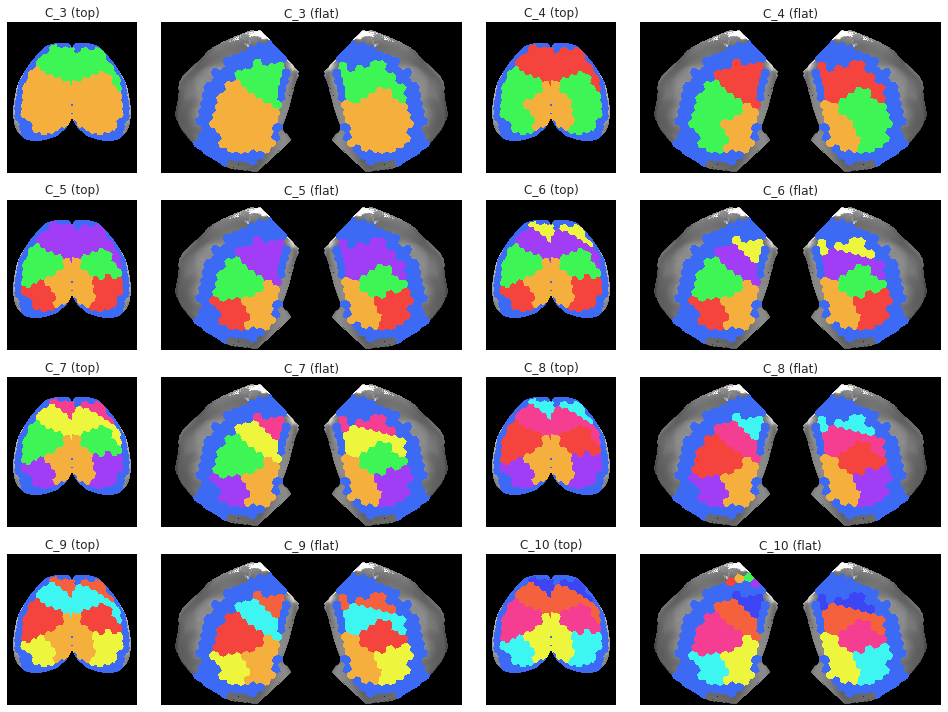 C_3 (top)
C_3 (flat)
C_4 (top)
C_4 (flat)
C_5 (top)
C_5 (flat)
C_6 (top)
C_6 (flat)
C_7 (top)
C_7 (flat)
C_8 (top)
C_8 (flat)
C_9 (top)
C_9 (flat)
C_10 (top)
C_10 (flat)